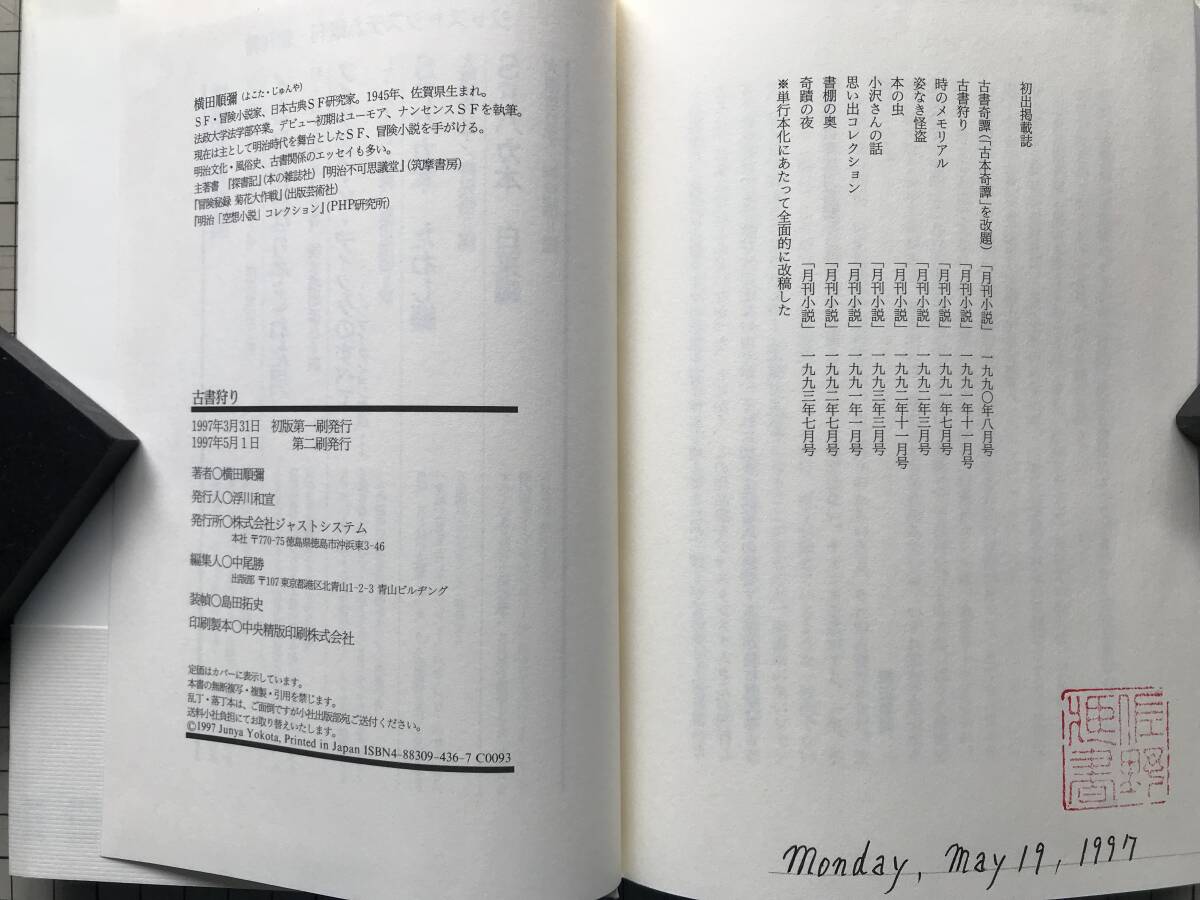 初出掲載誌
古書奇譚(「古本奇譚」を改題) 「月刊小説」 一九九〇年八月号
古書狩り 「月刊小説」 一九九一年十一月号
時のメモリアル 「月刊小説」 一九九一年七月号
姿なき怪盗 「月刊小説」 一九九二年三月号
本の虫 「月刊小説」 一九九二年十一月号
小沢さんの話 「月刊小説」 一九九三年三月号
思い出コレクション 「月刊小説」 一九九一年一月号
書棚の奥 「月刊小説」 一九九二年七月号
奇蹟の夜 「月刊小説」 一九九三年七月号
※単行本化にあたって全面的に改稿した
Monday, May 19, 1997
横田順彌(よこた・じゅんや)
SF・冒険小説家、日本古典SF研究家。1945年、佐賀県生まれ。
法政大学法学部卒業。デビュー初期はユーモア、ナンセンスSFを執筆。
現在は主として明治時代を舞台としたSF、冒険小説を手がける。
明治文化・風俗史、古書関係のエッセイも多い。
主著書 『探書記』(本の雑誌社)『明治不可思議堂』(筑摩書房)
『冒険秘録 菊花大作戦』(出版芸術社)
『明治「空想小説」コレクション』(PHP研究所)
古書狩り
1997年3月31日 初版第一刷発行
1997年5月1日 第二刷発行
著者○横田順彌
発行人○浮川和宣
発行所○株式会社ジャストシステム
本社 〒770-75 徳島県徳島市沖浜東3-46
編集人○中尾勝
出版部 〒107 東京都港区北青山1-2-3 青山ビルヂング
装幀○島田拓史
印刷製本○中央精版印刷株式会社
定価はカバーに表示しています。
本書の無断複写・複製・引用を禁じます。
乱丁・落丁本は、ご面倒ですが小社出版部宛ご送付ください。
送料小社負担にてお取り替えいたします。
©1997 Junya Yokota, Printed in Japan ISBN4-88309-436-7 C0093